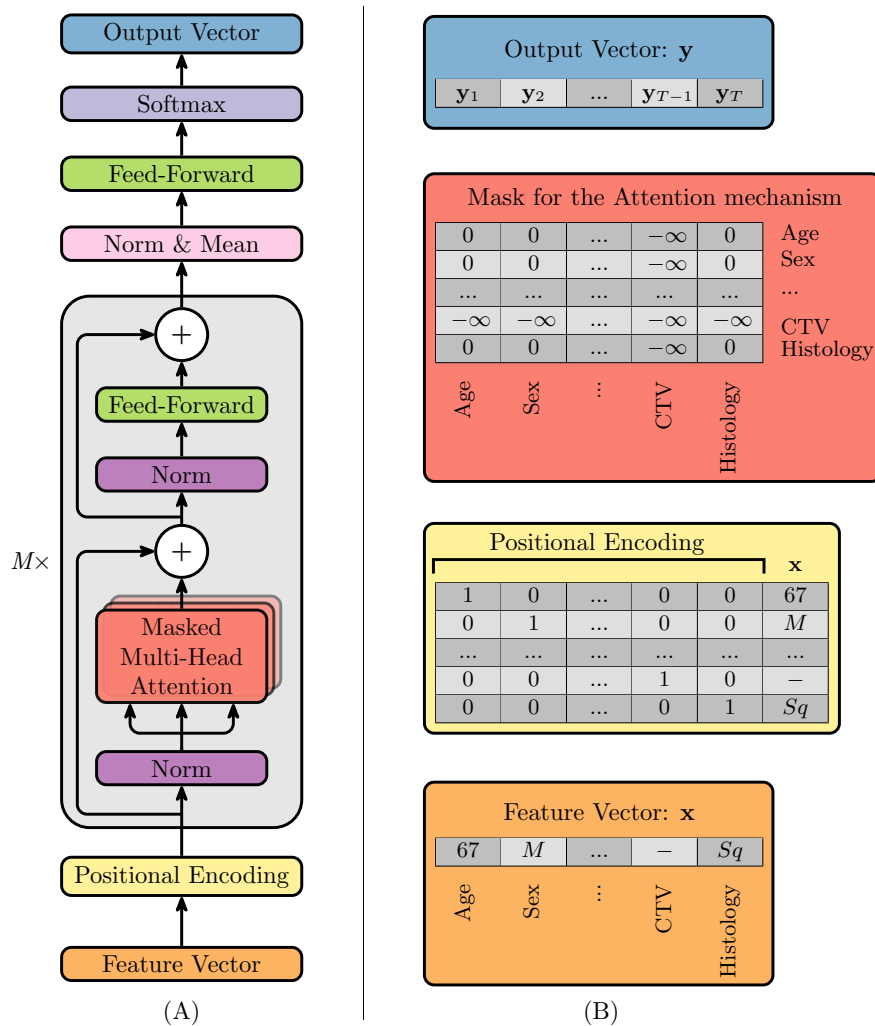 Output Vector
Softmax
Feed-Forward
Norm & Mean
+
Feed-Forward
Norm
+
M×
Masked
Multi-Head
Attention
Norm
Positional Encoding
Feature Vector
(A)
Output Vector: y
y1 y2 ... yT−1 yT
Mask for the Attention mechanism
0 0 ... −∞ 0 Age
0 0 ... −∞ 0 Sex
... ... ... ... ... ...
−∞ −∞ ... −∞ −∞ CTV
0 0 ... −∞ 0 Histology
Age Sex ... CTV Histology
Positional Encoding x
1 0 ... 0 0 67
0 1 ... 0 0 M
... ... ... ... ... ...
0 0 ... 1 0 −
0 0 ... 0 1 Sq
Feature Vector: x
67 M ... − Sq
Age Sex ... CTV Histology
(B)